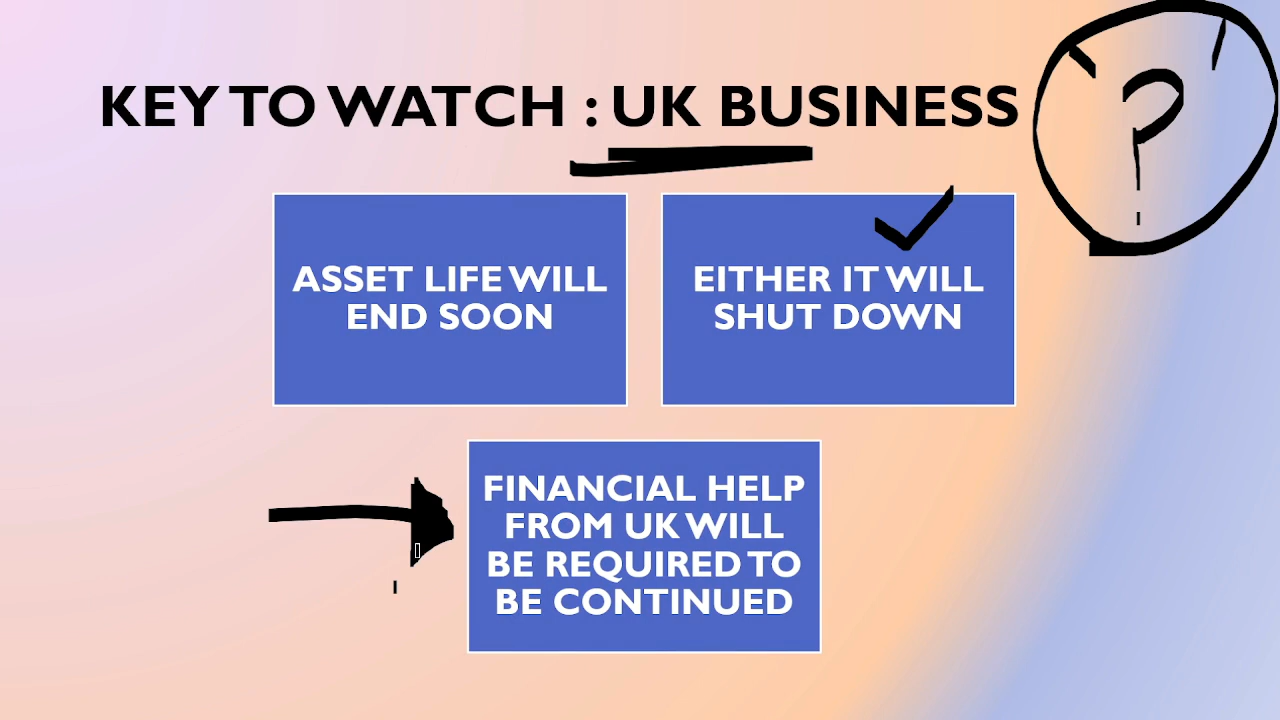 KEY TO WATCH : UK BUSINESS
?
ASSET LIFE WILL
END SOON
EITHER IT WILL
SHUT DOWN
FINANCIAL HELP
FROM UK WILL
BE REQUIRED TO
BE CONTINUED